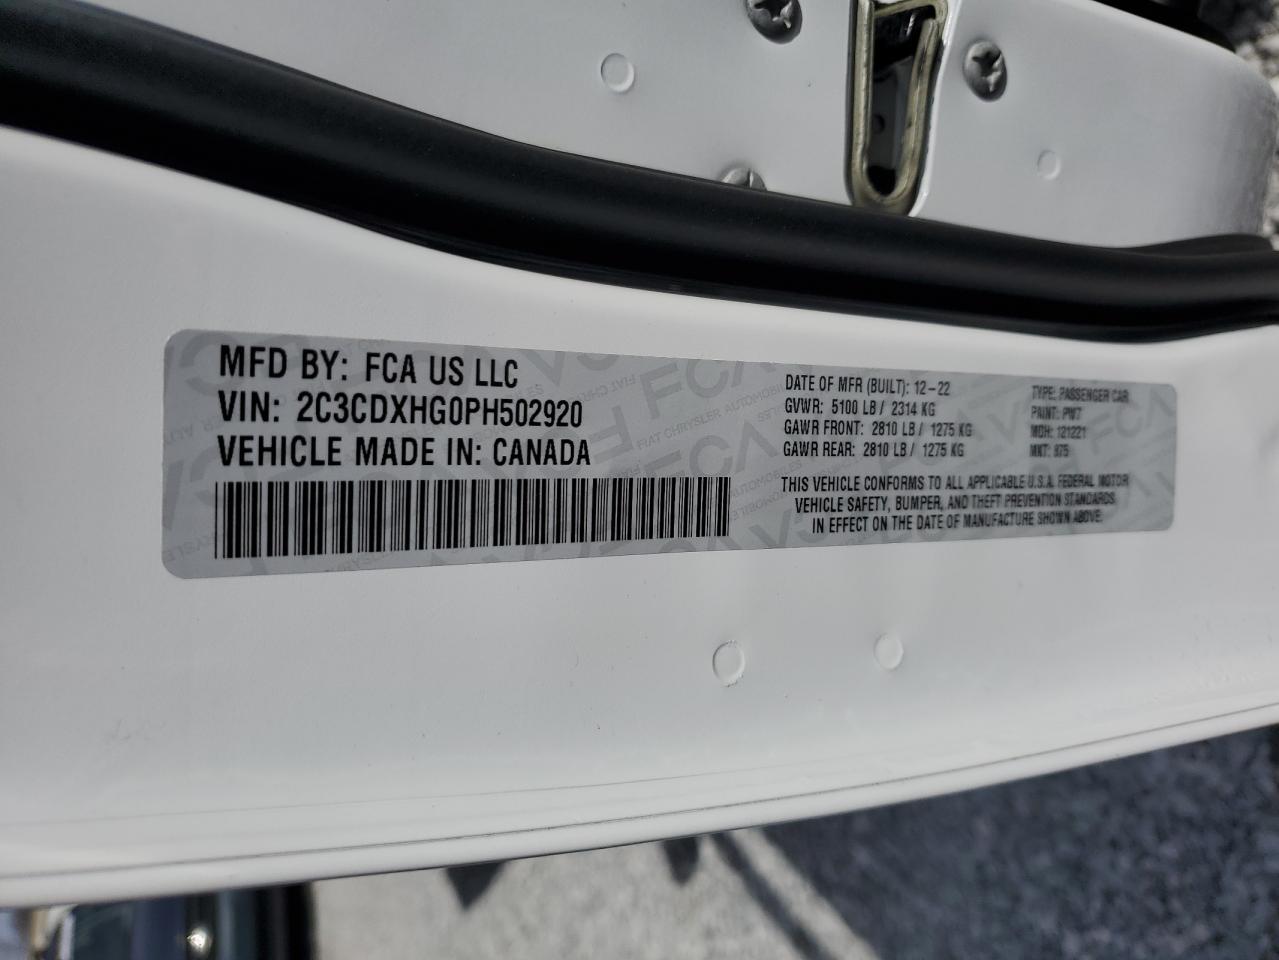 MFD BY: FCA US LLC
VIN: 2C3CDXHG0PH502920
VEHICLE MADE IN: CANADA
DATE OF MFR (BUILT): 12-22
GVWR: 5100 LB / 2314 KG
GAWR FRONT: 2810 LB / 1275 KG
GAWR REAR: 2810 LB / 1275 KG
TYPE: PASSENGER CAR
PAINT: PW7
MDH: 121221
MKT: 875
THIS VEHICLE CONFORMS TO ALL APPLICABLE U.S.A. FEDERAL MOTOR
VEHICLE SAFETY, BUMPER, AND THEFT PREVENTION STANDARDS
IN EFFECT ON THE DATE OF MANUFACTURE SHOWN ABOVE.